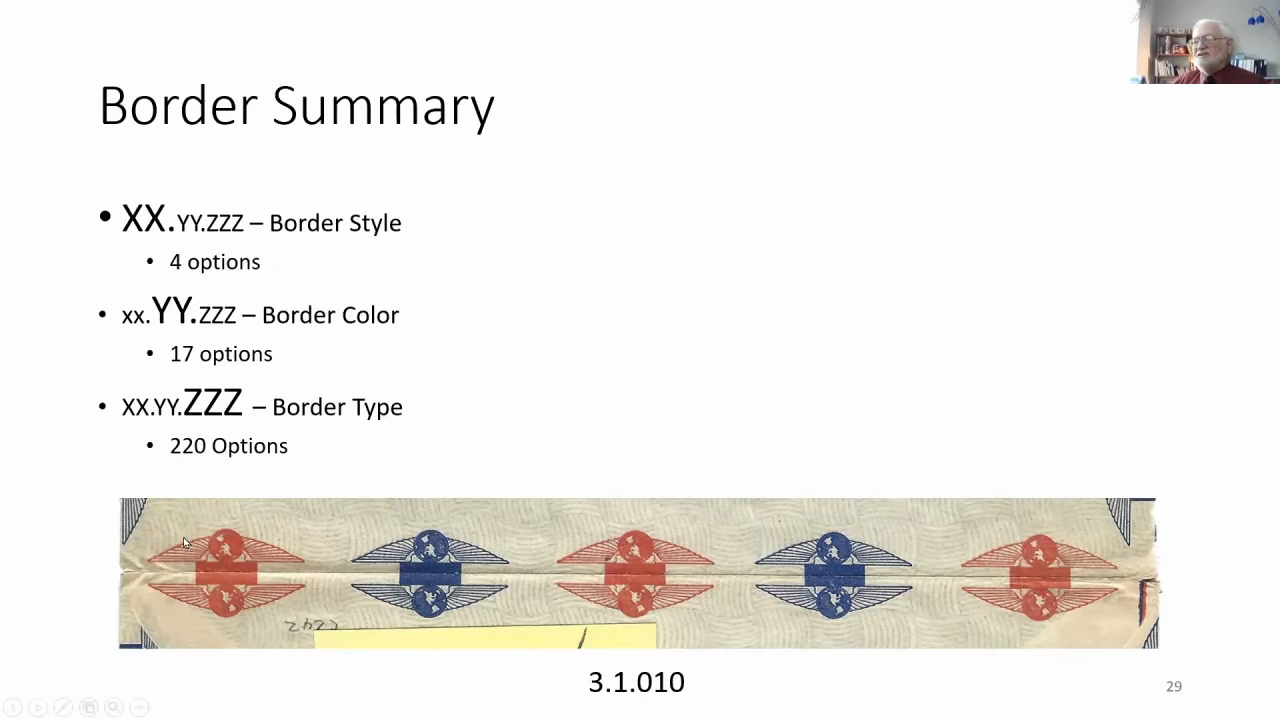 Border Summary
• XX.YY.ZZZ – Border Style
• 4 options
• xx.YY.ZZZ – Border Color
• 17 options
• XX.YY.ZZZ – Border Type
• 220 Options
3.1.010
29